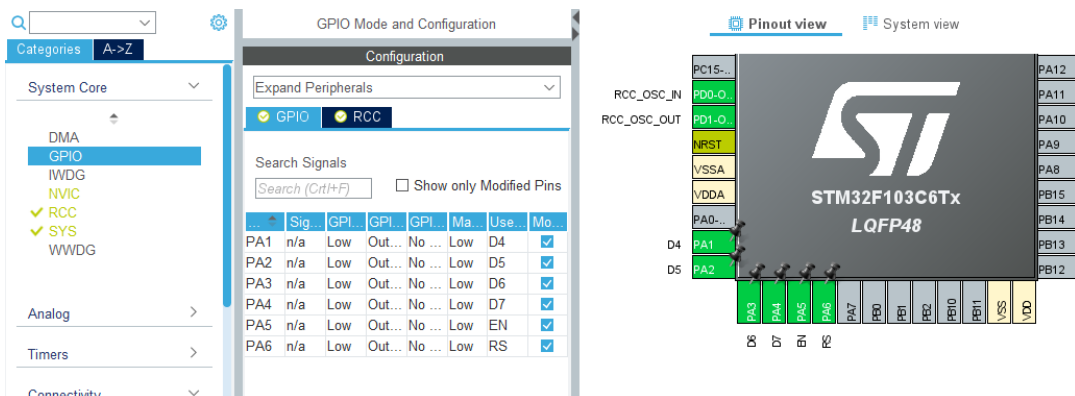 GPIO Mode and Configuration
Configuration
Categories A->Z
System Core
DMA
GPIO
IWDG
NVIC
RCC
SYS
WWDG
Analog
Timers
Connectivity
Expand Peripherals
GPIO RCC
Search Signals
Search (Crtl+F) Show only Modified Pins
... Sig... GPI... GPI... GPI... Ma... Use... Mo...
PA1 n/a Low Out... No ... Low D4
PA2 n/a Low Out... No ... Low D5
PA3 n/a Low Out... No ... Low D6
PA4 n/a Low Out... No ... Low D7
PA5 n/a Low Out... No ... Low EN
PA6 n/a Low Out... No ... Low RS
Pinout view System view
PC15-.. PA12
RCC_OSC_IN PD0-O.. PA11
RCC_OSC_OUT PD1-O.. PA10
NRST PA9
VSSA PA8
VDDA PB15
PA0-.. PB14
D4 PA1 PB13
D5 PA2 PB12
ST
STM32F103C6Tx
LQFP48
PA3 PA4 PA5 PA6 PA7 PB0 PB1 PB2 PB10 PB11 VSS VDD
D6 D7 EN RS